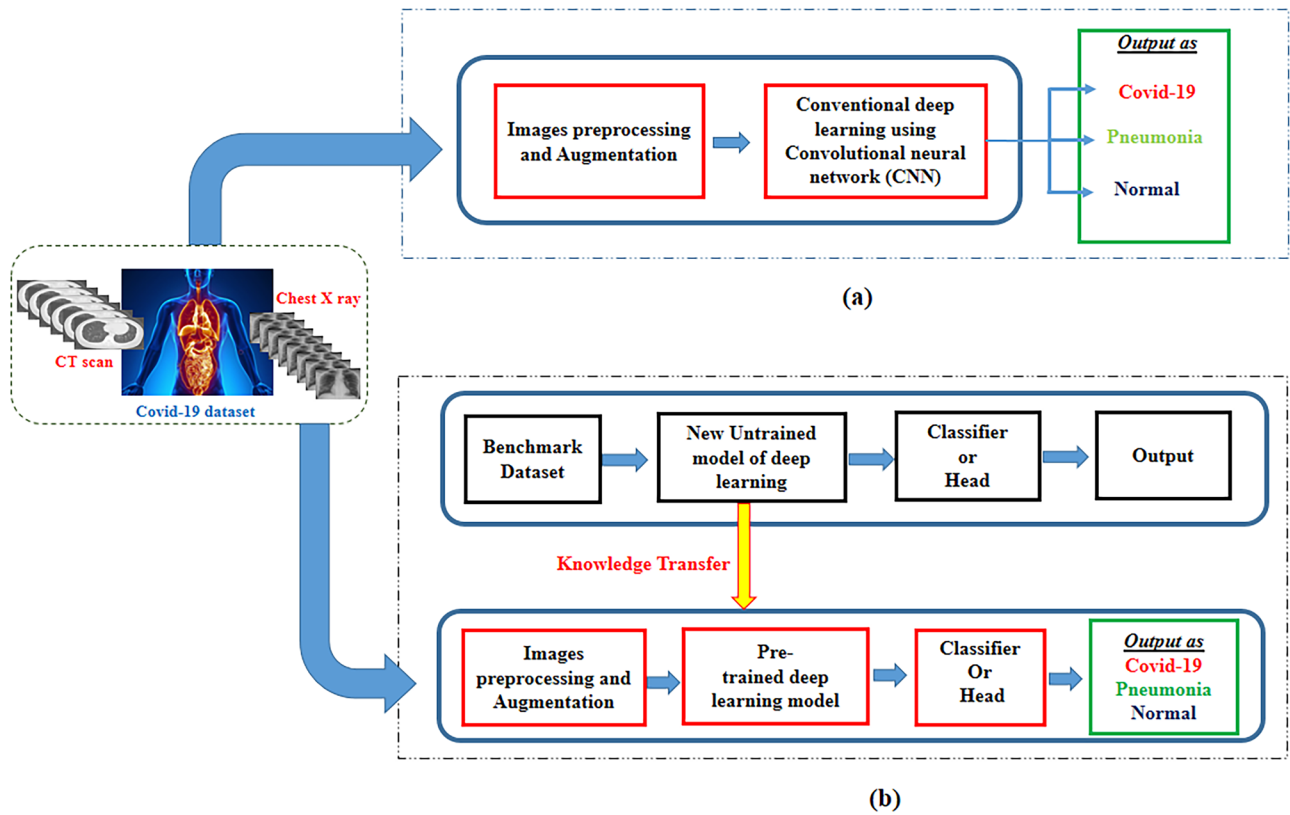 Output as
Covid-19
Pneumonia
Normal
Images preprocessing
and Augmentation
Conventional deep
learning using
Convolutional neural
network (CNN)
(a)
Chest X ray
CT scan
Covid-19 dataset
Benchmark
Dataset
New Untrained
model of deep
learning
Classifier
or
Head
Output
Knowledge Transfer
Images
preprocessing and
Augmentation
Pre-
trained deep
learning model
Classifier
Or
Head
Output as
Covid-19
Pneumonia
Normal
(b)